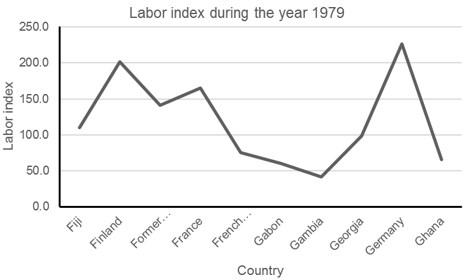 Labor index during the year 1979
250.0
200.0
150.0
100.0
50.0
0.0
Labor index
Fiji
Finland
Former...
France
French...
Gabon
Gambia
Georgia
Germany
Ghana
Country